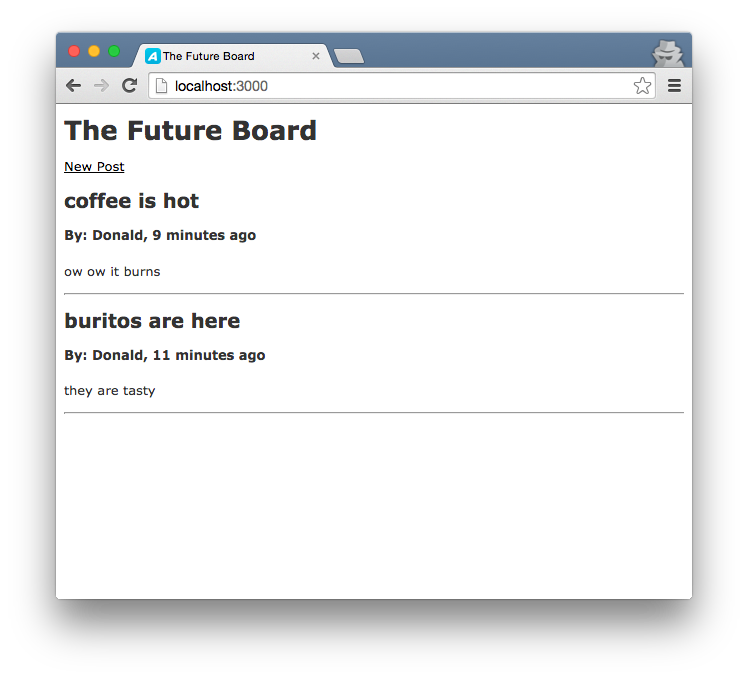 The Future Board
localhost:3000
The Future Board
New Post
coffee is hot
By: Donald, 9 minutes ago
ow ow it burns
buritos are here
By: Donald, 11 minutes ago
they are tasty